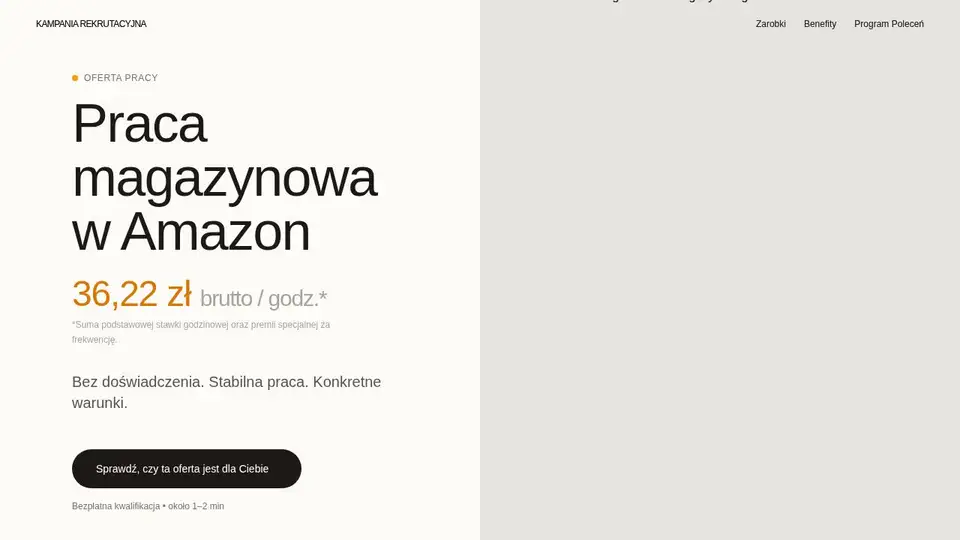 KAMPANIA REKRUTACYJNA
Zarobki
Benefity
Program Poleceń
OFERTA PRACY
Praca
magazynowa
w Amazon
36,22 zł brutto / godz.*
*Suma podstawowej stawki godzinowej oraz premii specjalnej za
frekwencję.
Bez doświadczenia. Stabilna praca. Konkretne
warunki.
Sprawdź, czy ta oferta jest dla Ciebie
Bezpłatna kwalifikacja • około 1–2 min